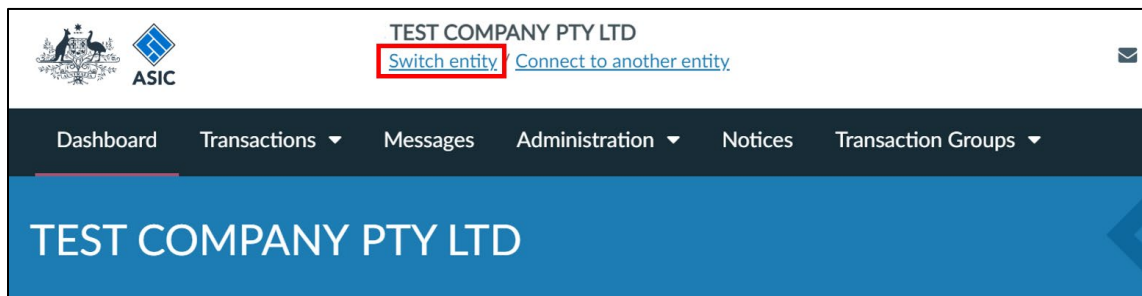 TEST COMPANY PTY LTD
Switch entity / Connect to another entity
ASIC
Dashboard Transactions Messages Administration Notices Transaction Groups
TEST COMPANY PTY LTD